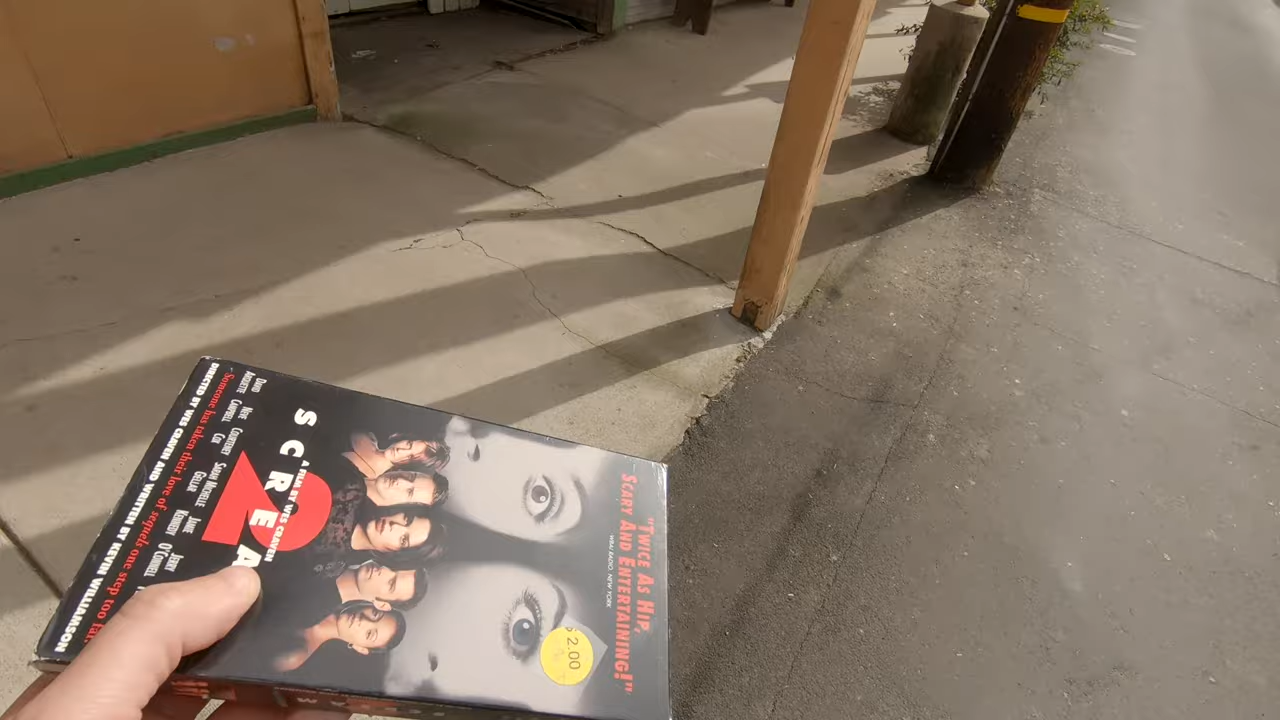 "TWICE AS HIP,
SCARY AND ENTERTAINING!"
WBAI RADIO, NEW YORK
$2.00
A FILM BY WES CRAVEN
SCREA
2
DAVID ARQUETTE NEVE CAMPBELL COURTENEY COX SARAH MICHELLE GELLAR JAMIE KENNEDY JERRY O'CONNELL
Someone has taken their love of sequels one step too far.
DIRECTED BY WES CRAVEN AND WRITTEN BY KEVIN WILLIAMSON